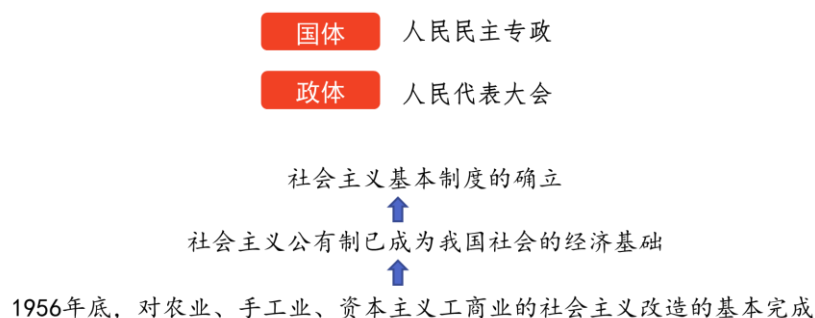 国体 人民民主专政
政体 人民代表大会
社会主义基本制度的确立
社会主义公有制已成为我国社会的经济基础
1956年底，对农业、手工业、资本主义工商业的社会主义改造的基本完成